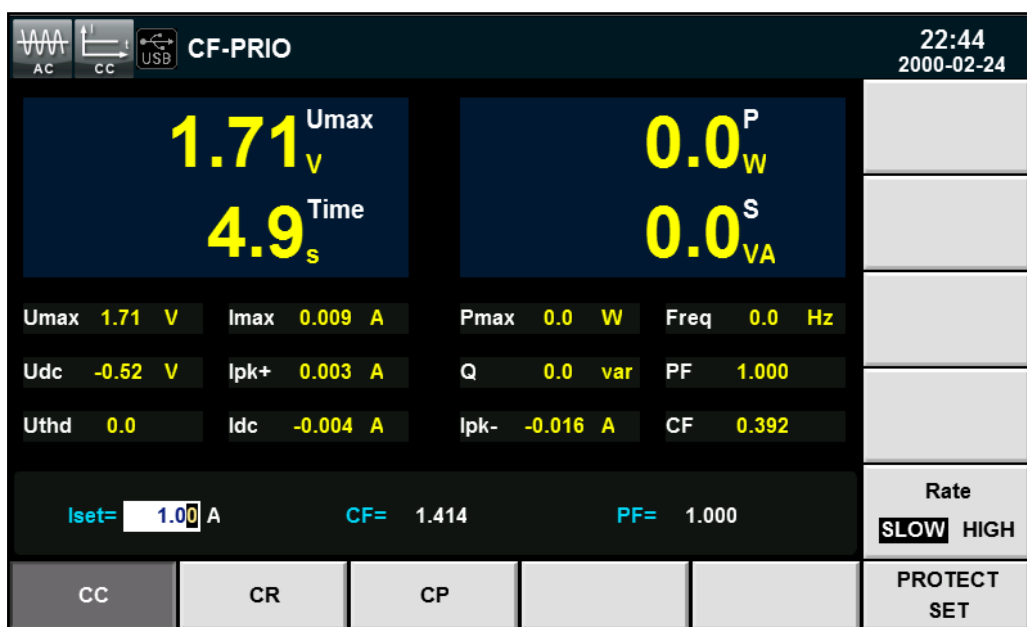 AC
I
t
CC
USB
CF-PRIO
22:44
2000-02-24
1.71 Umax V
4.9 Time s
0.0 P W
0.0 S VA
Umax 1.71 V Imax 0.009 A Pmax 0.0 W Freq 0.0 Hz
Udc -0.52 V Ipk+ 0.003 A Q 0.0 var PF 1.000
Uthd 0.0 Idc -0.004 A Ipk- -0.016 A CF 0.392
Iset= 1.00 A CF= 1.414 PF= 1.000
Rate
SLOW HIGH
CC CR CP
PROTECT
SET